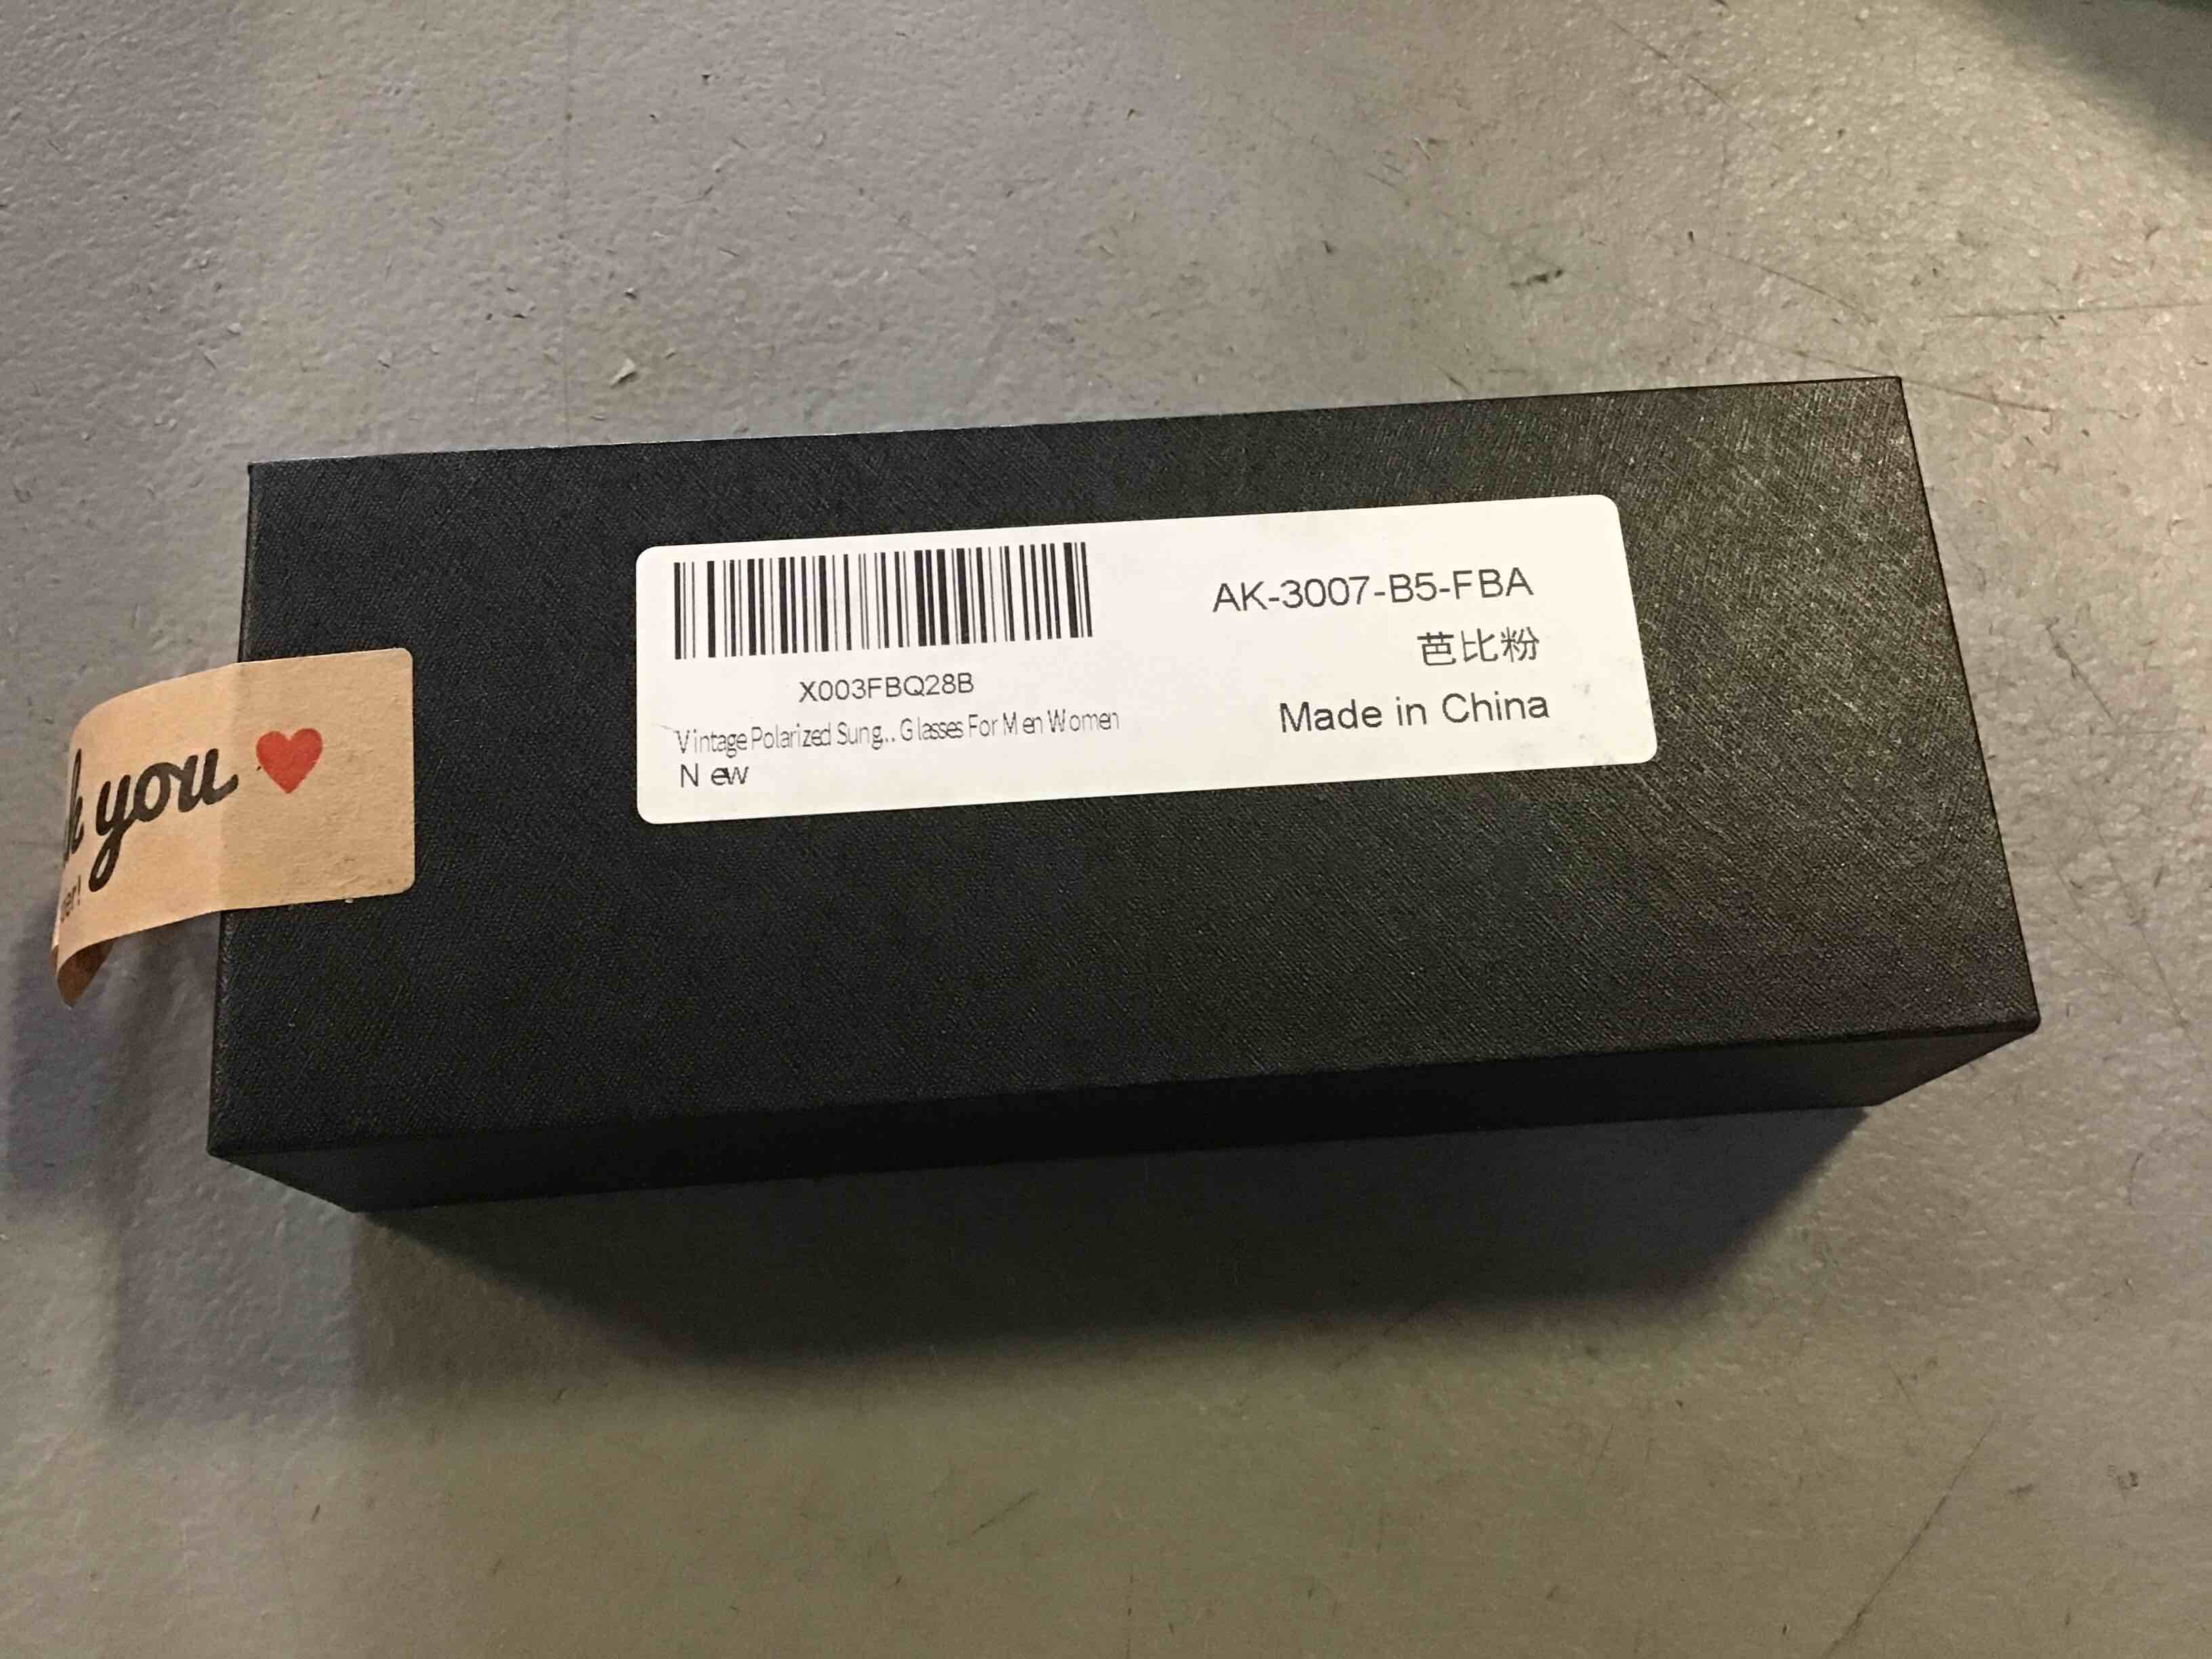 X003FBQ28B
Vintage Polarized Sung... Glasses For Men Women
New
AK-3007-B5-FBA
芭比粉
Made in China
you